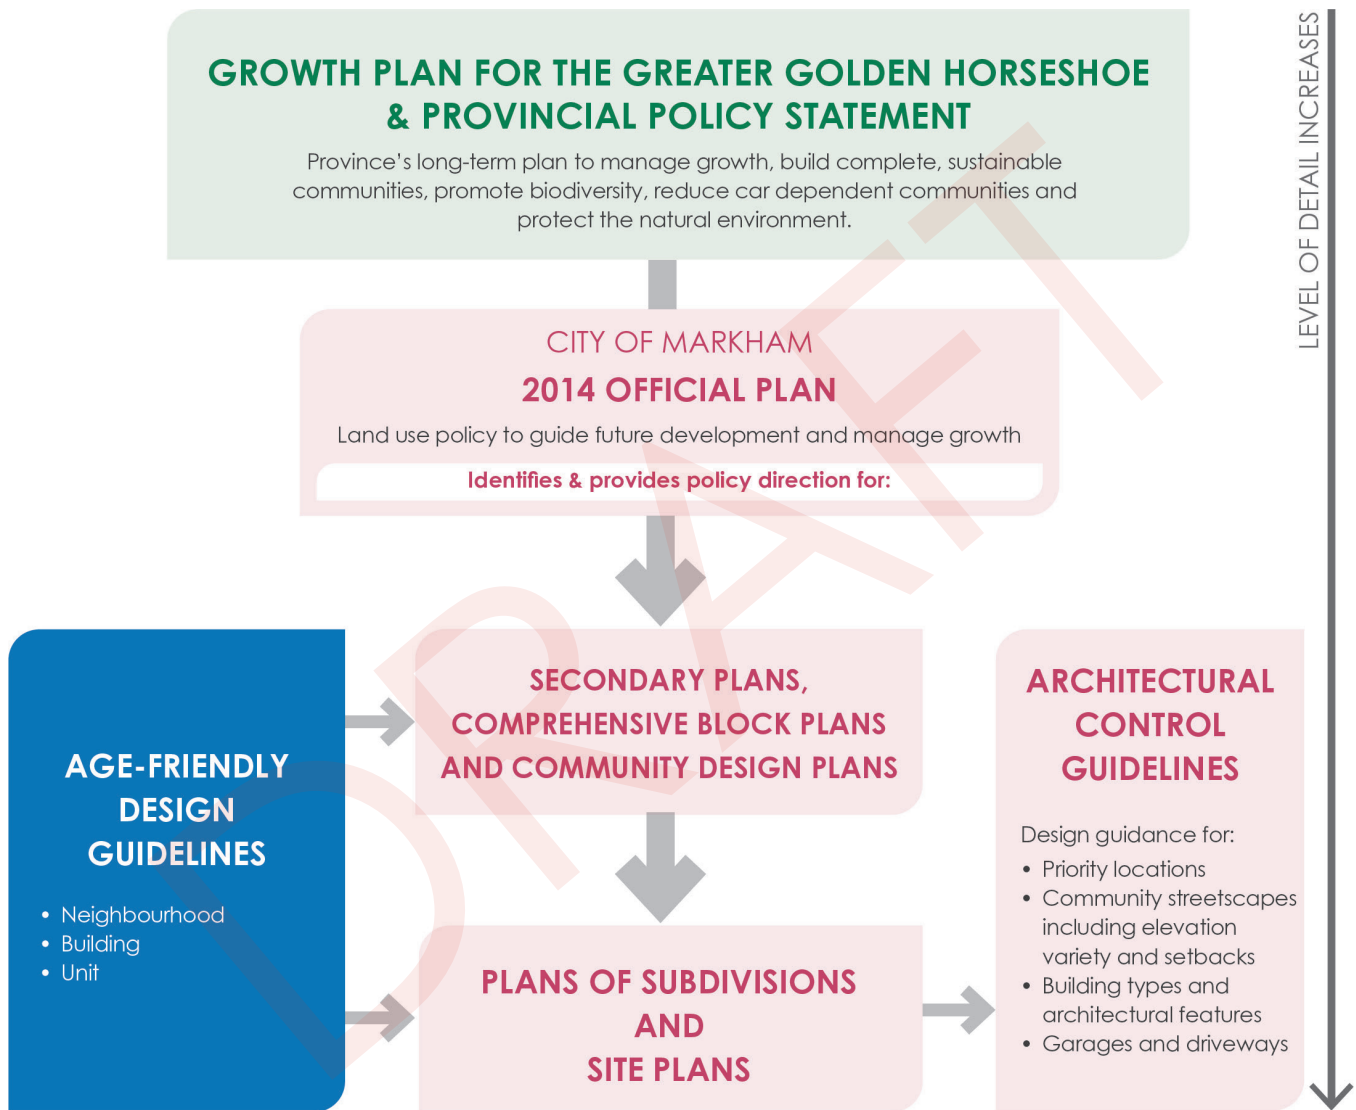 GROWTH PLAN FOR THE GREATER GOLDEN HORSESHOE
& PROVINCIAL POLICY STATEMENT
Province’s long-term plan to manage growth, build complete, sustainable
communities, promote biodiversity, reduce car dependent communities and
protect the natural environment.
LEVEL OF DETAIL INCREASES
CITY OF MARKHAM
2014 OFFICIAL PLAN
Land use policy to guide future development and manage growth
Identifies & provides policy direction for:
AGE-FRIENDLY
DESIGN
GUIDELINES
• Neighbourhood
• Building
• Unit
SECONDARY PLANS,
COMPREHENSIVE BLOCK PLANS
AND COMMUNITY DESIGN PLANS
PLANS OF SUBDIVISIONS
AND
SITE PLANS
ARCHITECTURAL
CONTROL
GUIDELINES
Design guidance for:
• Priority locations
• Community streetscapes
including elevation
variety and setbacks
• Building types and
architectural features
• Garages and driveways
DRAFT